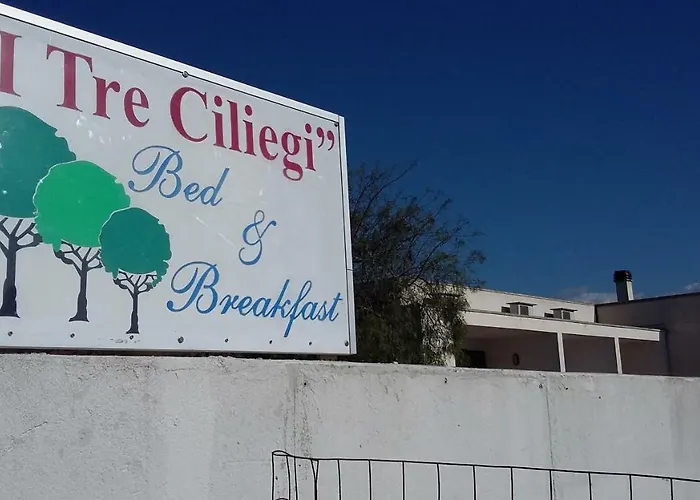 I Tre Ciliegi”
Bed
&
Breakfast